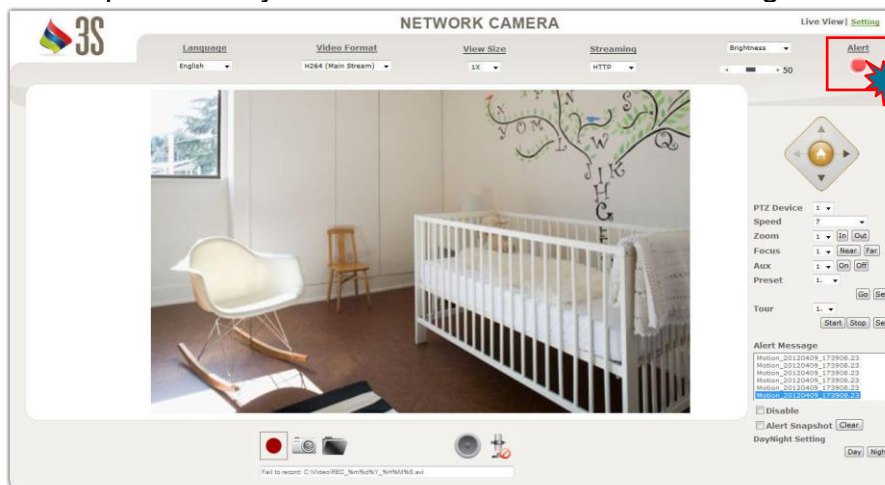 NETWORK CAMERA
Live View| Setting
3S
Language
Video Format
View Size
Streaming
Brightness
Alert
English
H264 (Main Stream)
1X
HTTP
- + 50
PTZ Device 1
Speed ?
Zoom 1 In Out
Focus 1 Near Far
Aux 1 On Off
Preset 1.
Go Se
Tour 1.
Start Stop Se
Alert Message
Motion_20120409_173908.23
Motion_20120409_173908.23
Motion_20120409_173908.23
Motion_20120409_173908.23
Motion_20120409_173908.23
Disable
Alert Snapshot Clear
DayNight Setting
Day Nigh
Fail to record: C:\Video\REC_%m%d%Y_%H%M%S.avi
Y O M L W Q
J I K
H
G